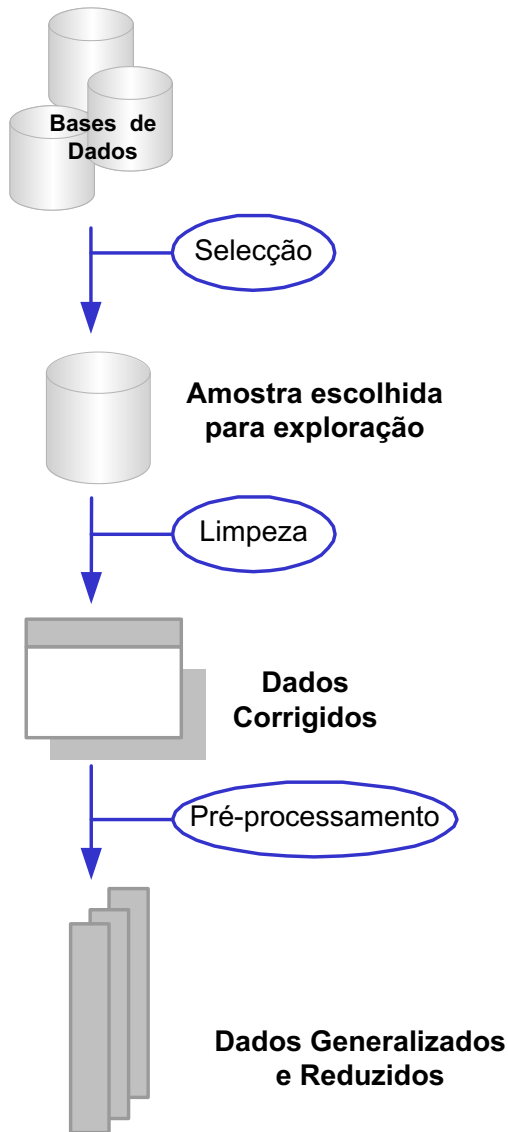 Bases de
Dados
Selecção
Amostra escolhida
para exploração
Limpeza
Dados
Corrigidos
Pré-processamento
Dados Generalizados
e Reduzidos